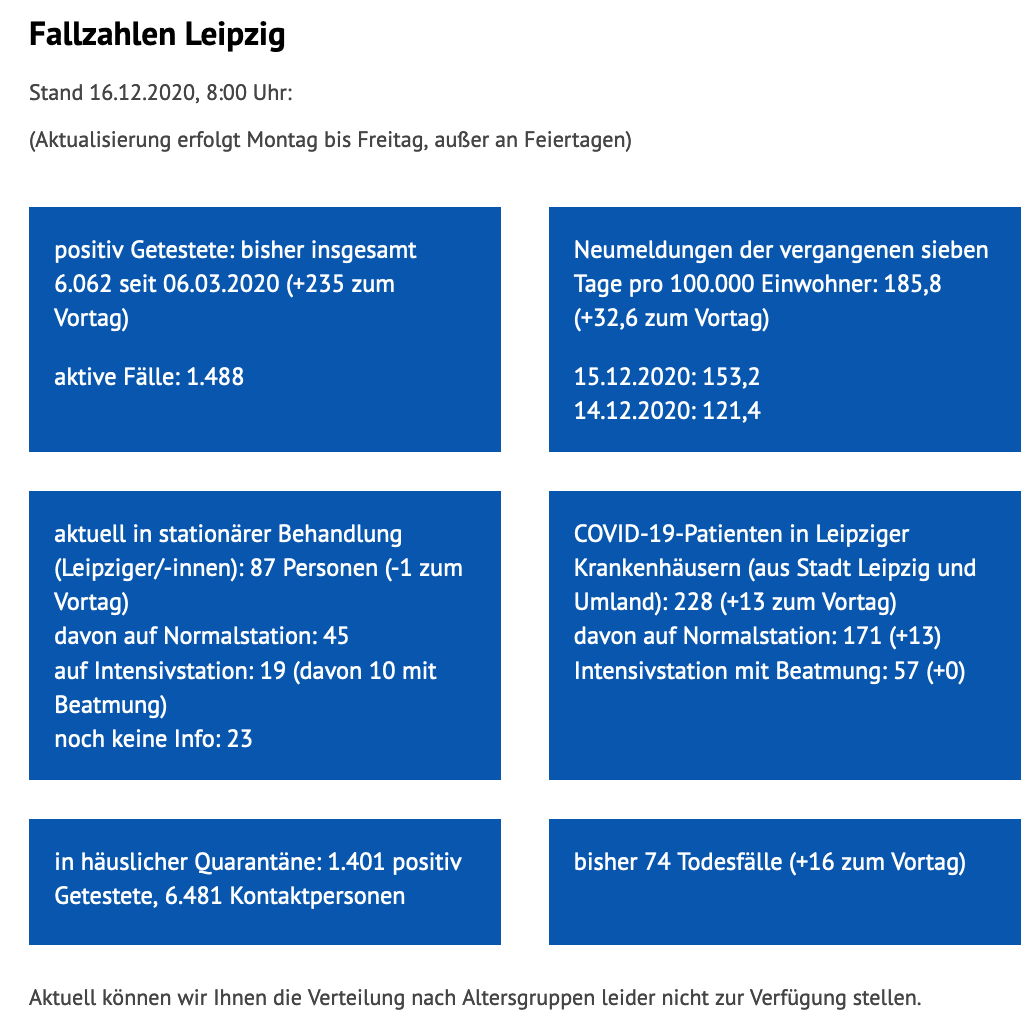 Fallzahlen Leipzig
Stand 16.12.2020, 8:00 Uhr:
(Aktualisierung erfolgt Montag bis Freitag, außer an Feiertagen)
positiv Getestete: bisher insgesamt
6.062 seit 06.03.2020 (+235 zum
Vortag)
aktive Fälle: 1.488
Neumeldungen der vergangenen sieben
Tage pro 100.000 Einwohner: 185,8
(+32,6 zum Vortag)
15.12.2020: 153,2
14.12.2020: 121,4
aktuell in stationärer Behandlung
(Leipziger/-innen): 87 Personen (-1 zum
Vortag)
davon auf Normalstation: 45
auf Intensivstation: 19 (davon 10 mit
Beatmung)
noch keine Info: 23
COVID-19-Patienten in Leipziger
Krankenhäusern (aus Stadt Leipzig und
Umland): 228 (+13 zum Vortag)
davon auf Normalstation: 171 (+13)
Intensivstation mit Beatmung: 57 (+0)
in häuslicher Quarantäne: 1.401 positiv
Getestete, 6.481 Kontaktpersonen
bisher 74 Todesfälle (+16 zum Vortag)
Aktuell können wir Ihnen die Verteilung nach Altersgruppen leider nicht zur Verfügung stellen.